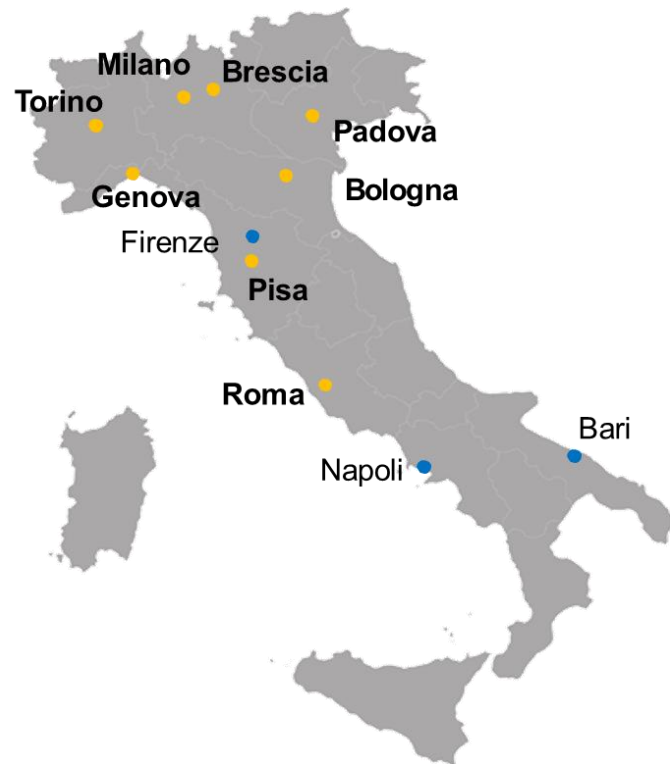 Milano
Brescia
Torino
Padova
Genova
Bologna
Firenze
Pisa
Roma
Bari
Napoli